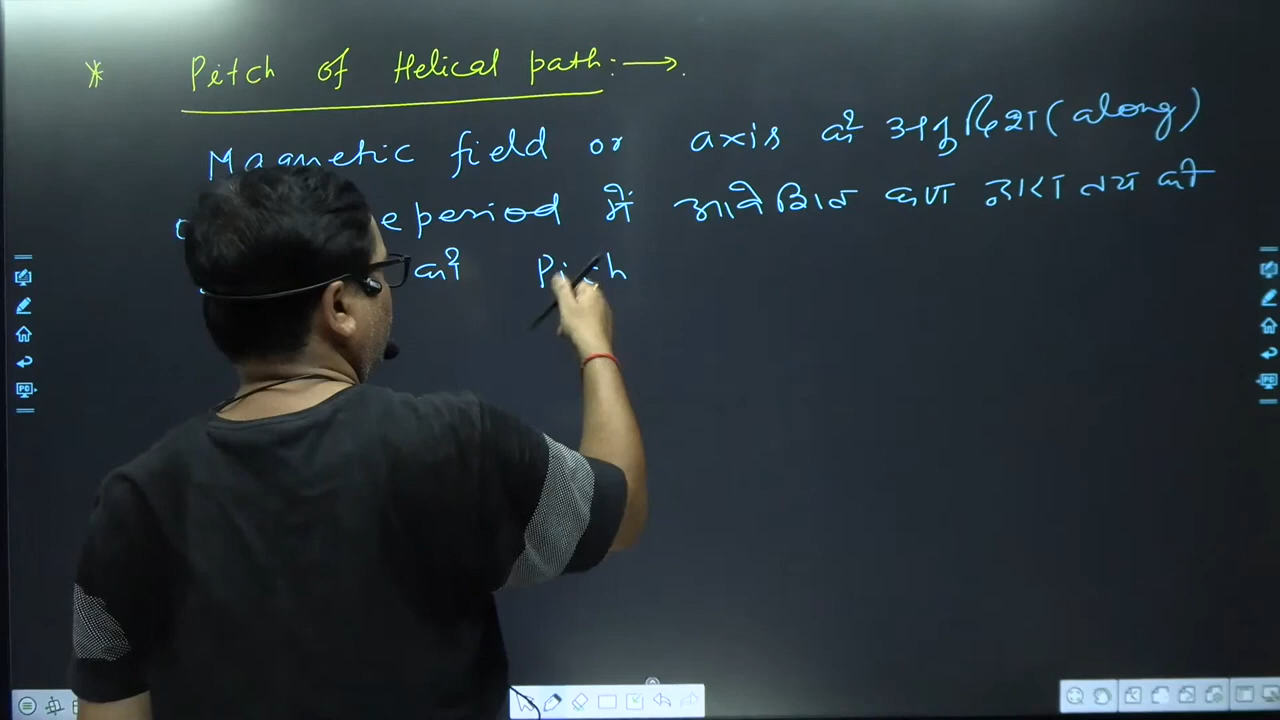 * Pitch of Helical path:→.
Magnetic field or axis के अनुदिश (along)
period में आवेशित कण द्वारा तय की
को Pitch